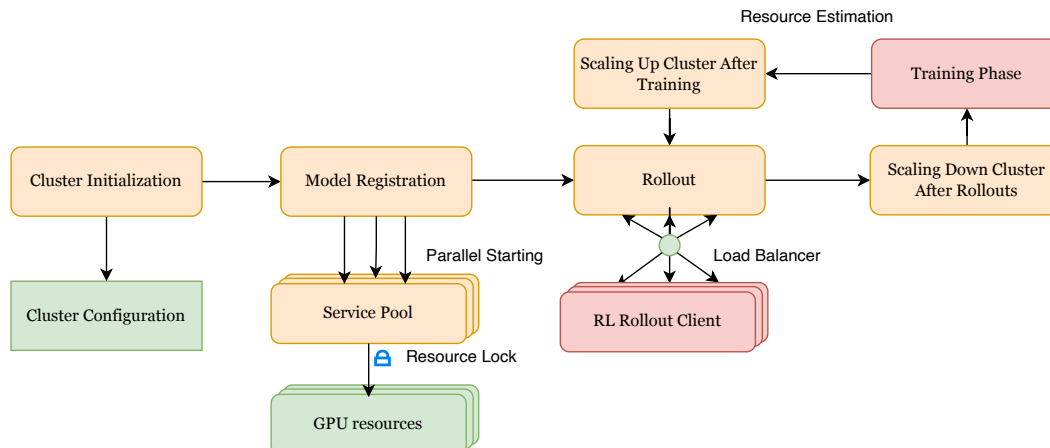 Resource Estimation
Scaling Up Cluster After
Training
Training Phase
Cluster Initialization
Model Registration
Rollout
Scaling Down Cluster
After Rollouts
Parallel Starting
Load Balancer
Cluster Configuration
Service Pool
RL Rollout Client
Resource Lock
GPU resources